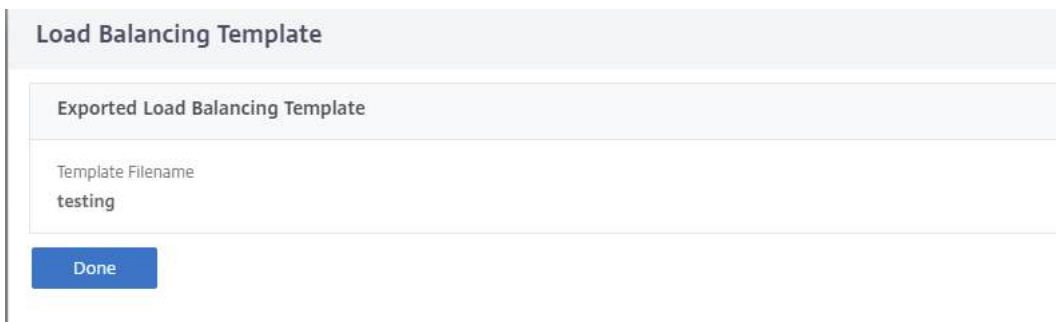 Load Balancing Template
Exported Load Balancing Template
Template Filename
testing
Done